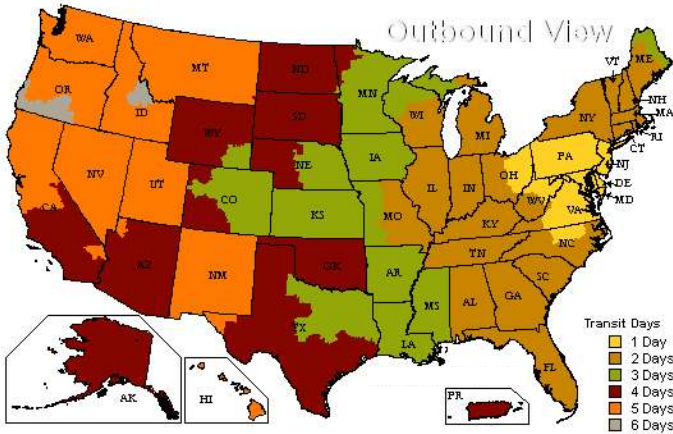 Outbound View
WA
MT
ND
MN
VT
ME
OR
ID
SD
WI
NY
NH
MA
WY
MI
RI
CT
IA
NE
PA
NJ
OH
NV
UT
IL
IN
DE
MD
CO
WV
VA
CA
KS
MO
KY
NC
TN
AZ
NM
OK
AR
SC
MS
AL
GA
TX
LA
FL
AK
HI
PR
Transit Days
1 Day
2 Days
3 Days
4 Days
5 Days
6 Days